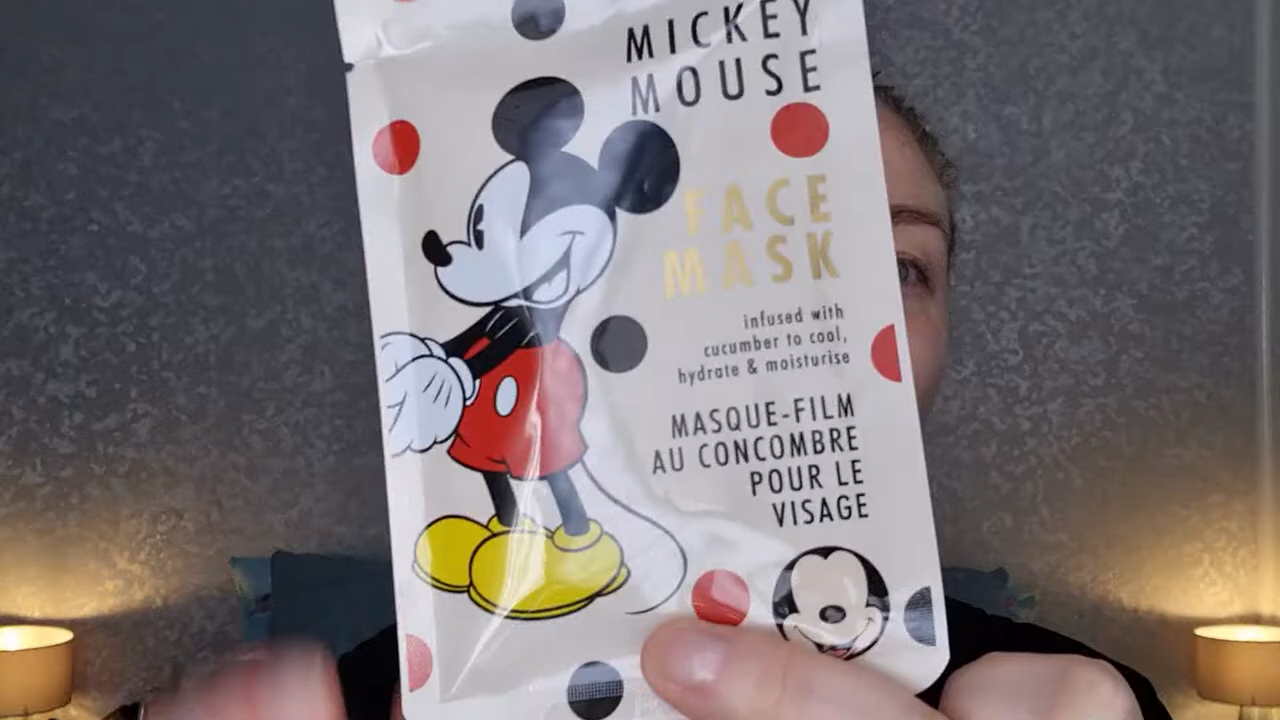 MICKEY
MOUSE
FACE
MASK
infused with
cucumber to cool,
hydrate & moisturise
MASQUE-FILM
AU CONCOMBRE
POUR LE
VISAGE